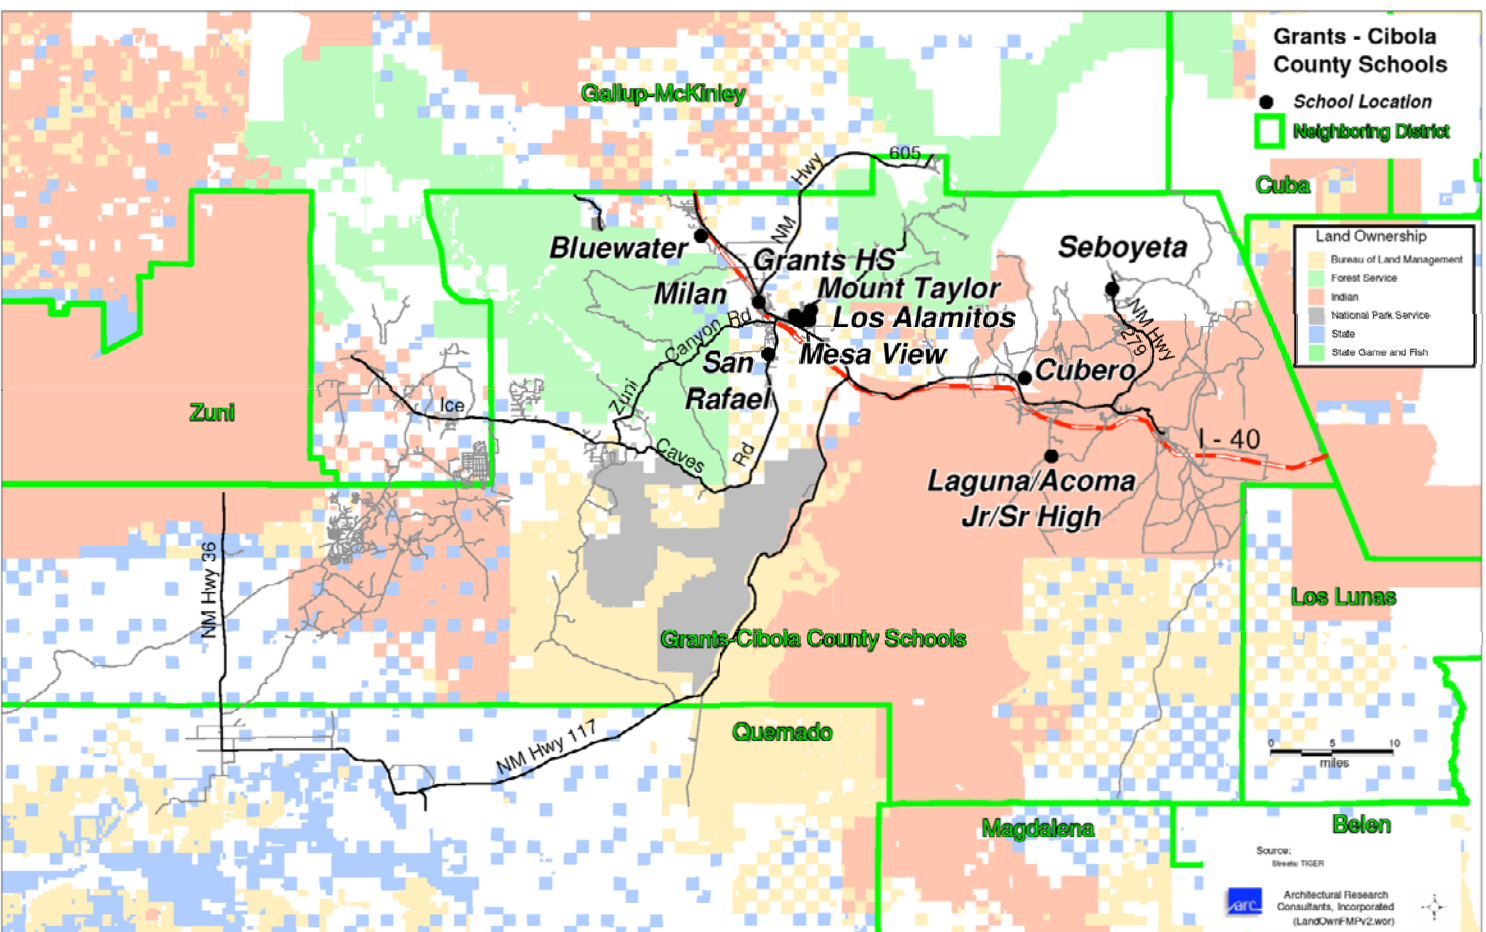 Grants - Cibola
County Schools
School Location
Neighboring District
Gallup-McKinley
605
Hwy
NM
Cuba
Land Ownership
Bureau of Land Management
Forest Service
Indian
National Park Service
State
State Game and Fish
Bluewater
Grants HS
Seboyeta
Milan
Mount Taylor
Los Alamitos
NM Hwy
279
Canyon Rd
San
Rafael
Mesa View
Cubero
Zuni
Zuni
Ice
Caves
Rd
I - 40
Laguna/Acoma
Jr/Sr High
NM Hwy 36
Los Lunas
Grants-Cibola County Schools
Quemado
NM Hwy 117
0 5 10
miles
Magdalena
Belen
Source:
Streets: TIGER
arc
Architectural Research
Consultants, Incorporated
(LandOwnFMPv2.wor)